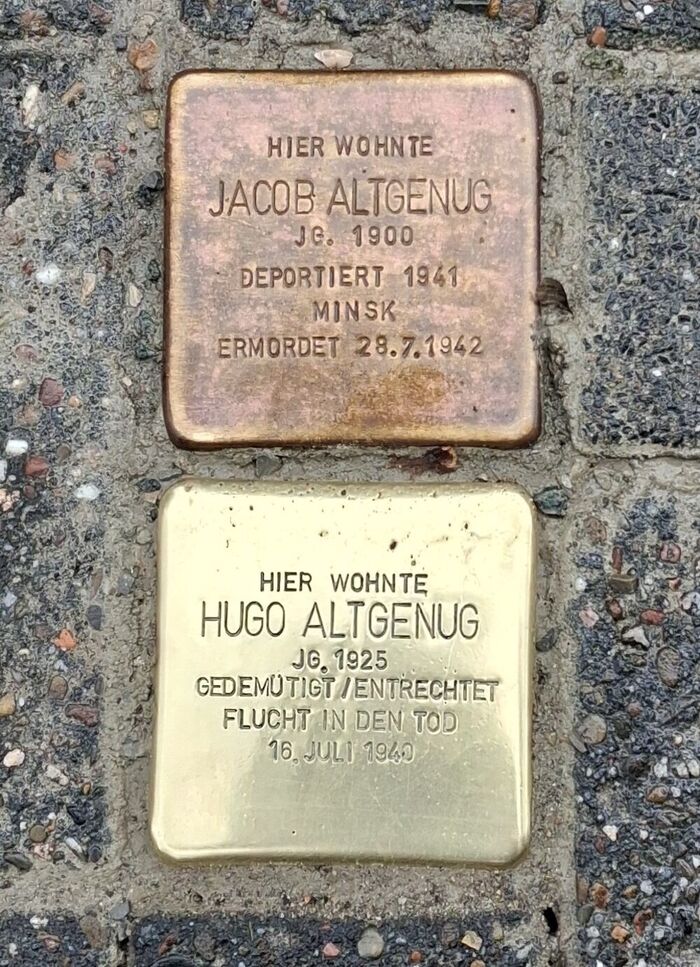 HIER WOHNTE
JACOB ALTGENUG
JG. 1900
DEPORTIERT 1941
MINSK
ERMORDET 28.7.1942
HIER WOHNTE
HUGO ALTGENUG
JG. 1925
GEDEMÜTIGT/ENTRECHTET
FLUCHT IN DEN TOD
16. JULI 1940